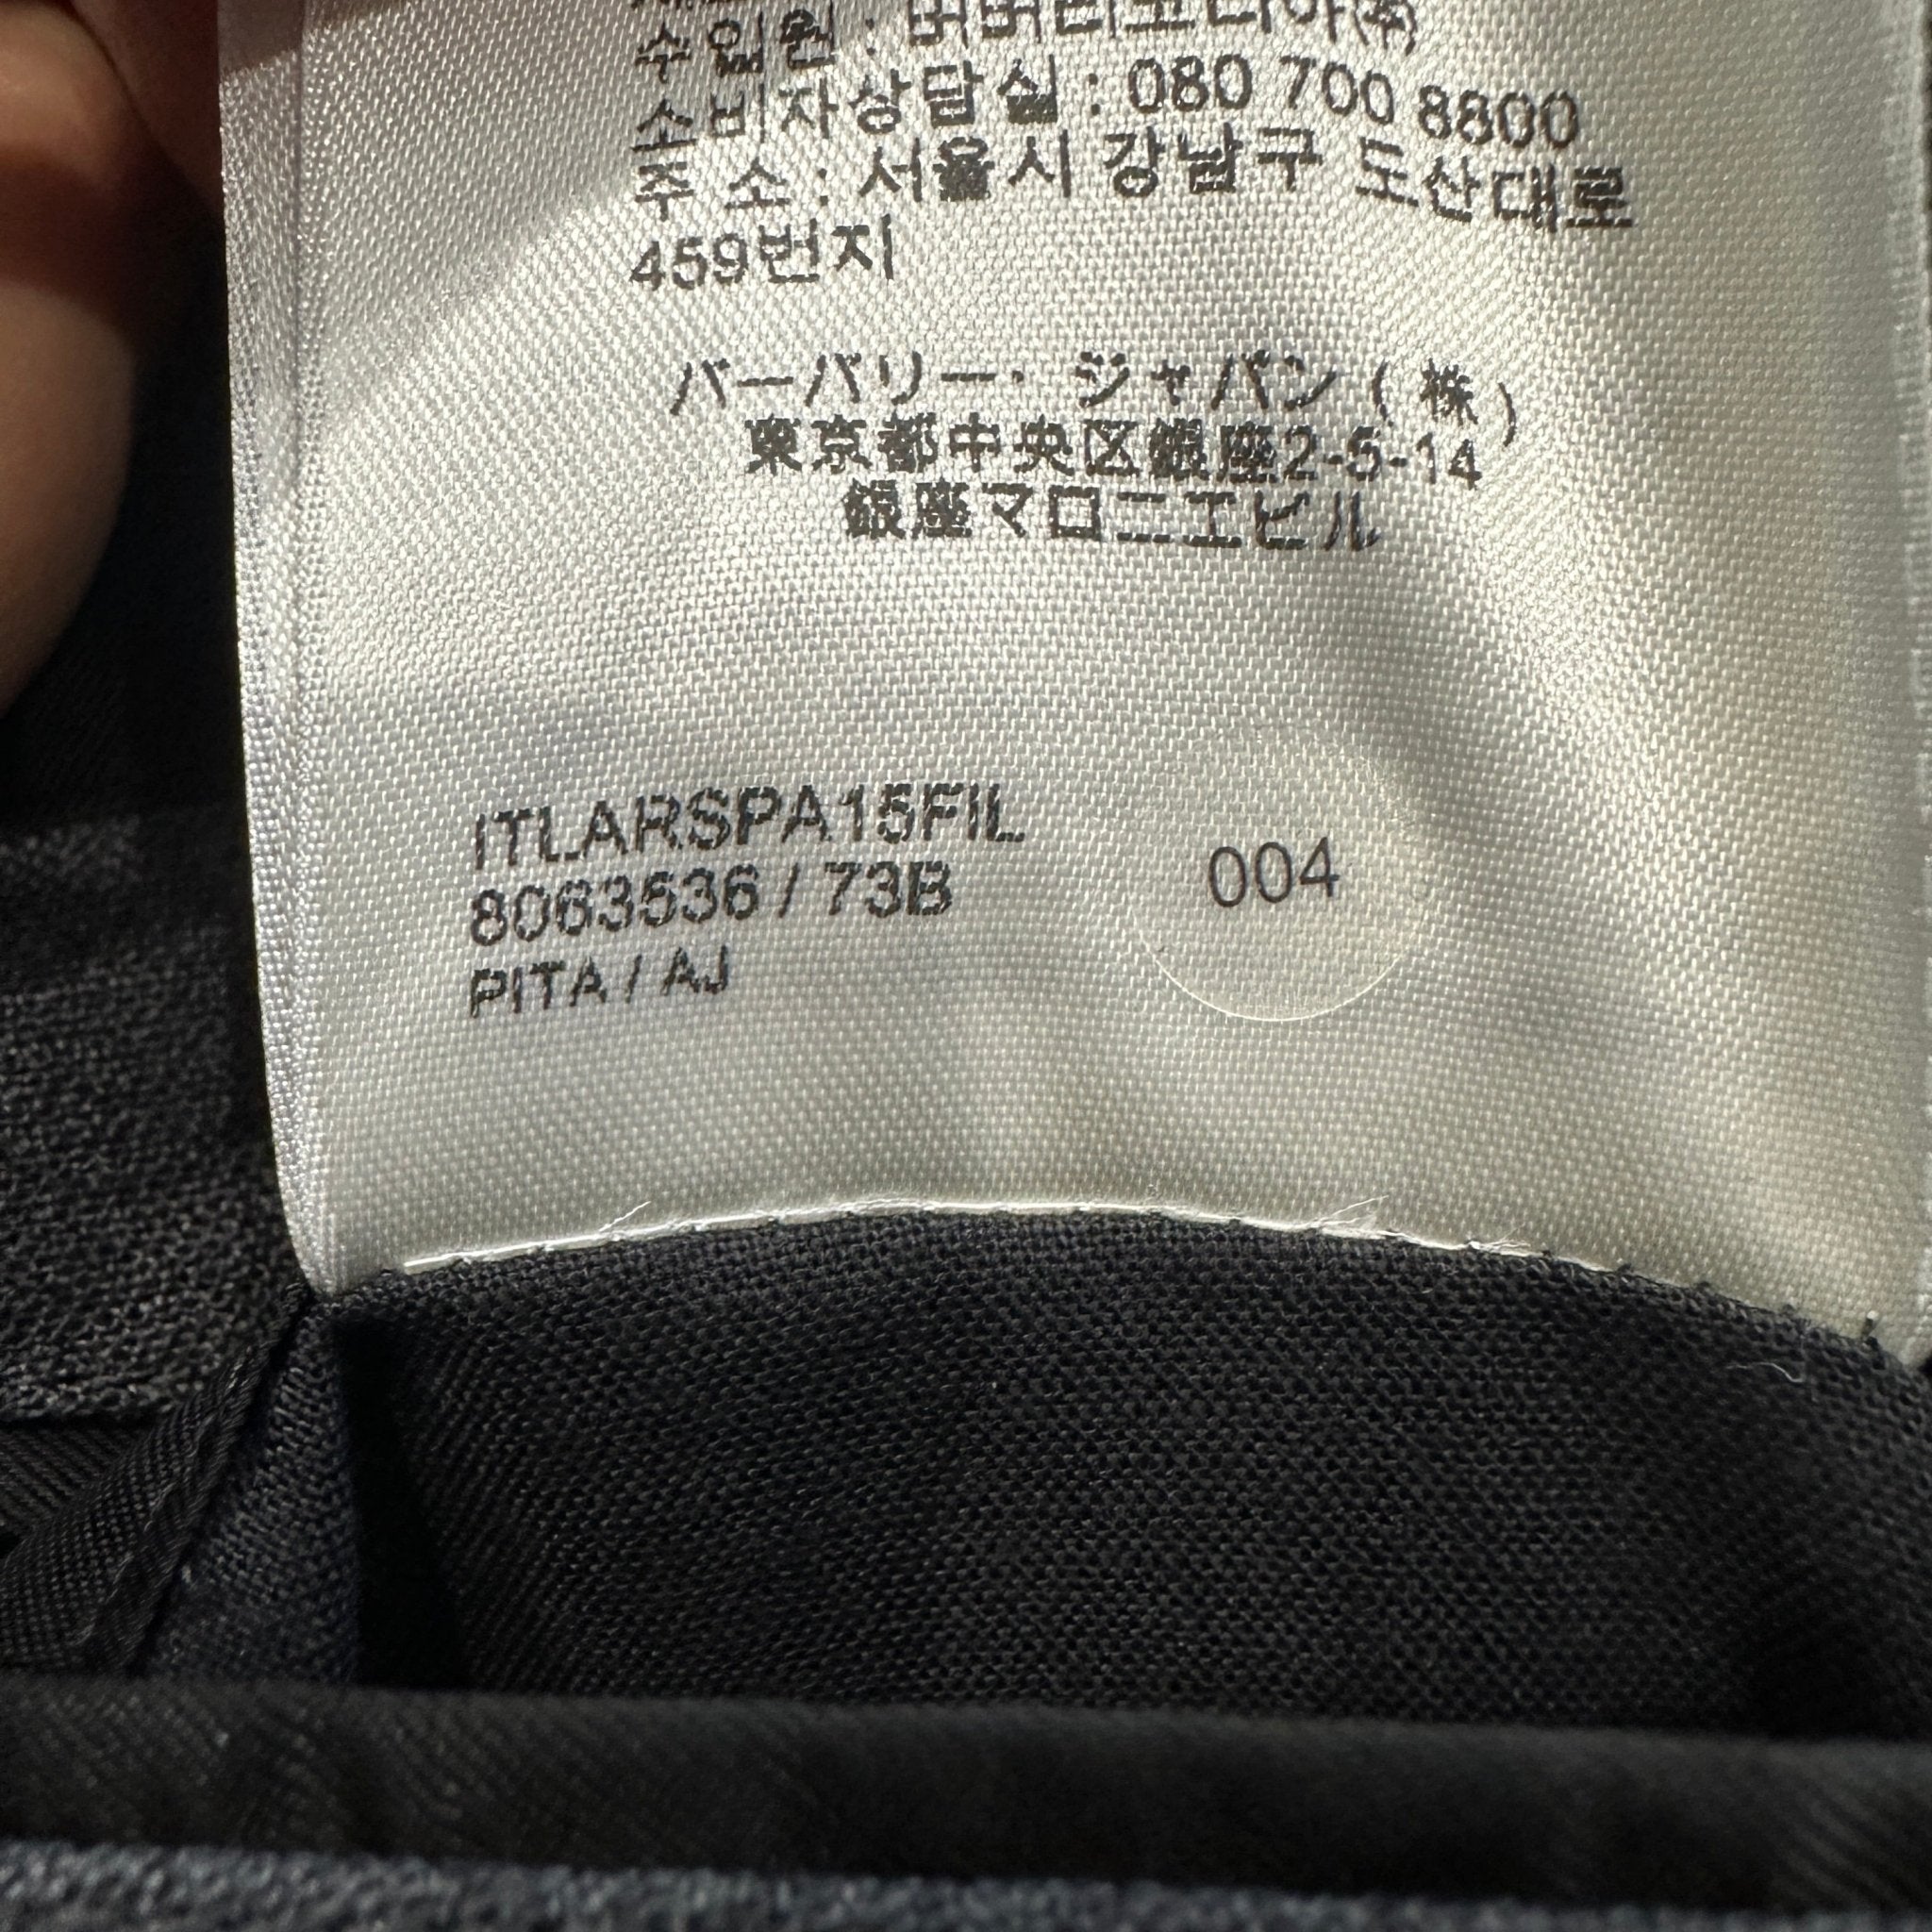 수입원 : 버버리코리아(주)
소비자상담실 : 080 700 8800
주 소 : 서울시 강남구 도산대로
459번지
バーバリー・ジャパン ( 株 )
東京都中央区銀座2-5-14
銀座マロニエビル
ITLARSPA15FIL
8063536 / 73B
004
PITA / AJ